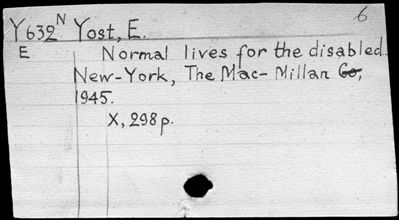 6
Y632ᴺ Yost, E.
E Normal lives for the disabled.
New-York, The Mac-Millan Co,
1945.
X, 298 p.